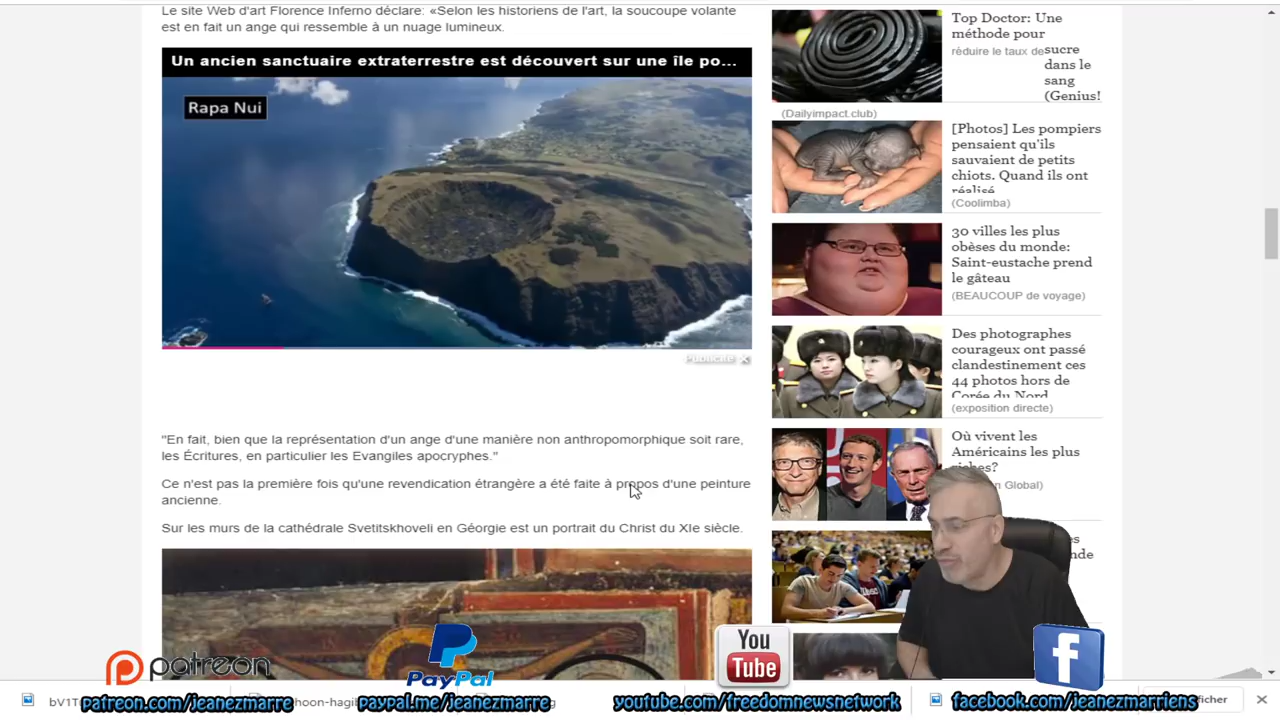 Le site Web d'art Florence Inferno déclare: «Selon les historiens de l'art, la soucoupe volante
est en fait un ange qui ressemble à un nuage lumineux.
Un ancien sanctuaire extraterrestre est découvert sur une île po...
Rapa Nui
Publicité
"En fait, bien que la représentation d'un ange d'une manière non anthropomorphique soit rare,
les Écritures, en particulier les Evangiles apocryphes."
Ce n'est pas la première fois qu'une revendication étrangère a été faite à propos d'une peinture
ancienne.
Sur les murs de la cathédrale Svetitskhoveli en Géorgie est un portrait du Christ du XIe siècle.
Top Doctor: Une
méthode pour
réduire le taux de
sucre
dans le
sang
(Genius!
(Dailyimpact.club)
[Photos] Les pompiers
pensaient qu'ils
sauvaient de petits
chiots. Quand ils ont
réalisé
(Coolimba)
30 villes les plus
obèses du monde:
Saint-eustache prend
le gâteau
(BEAUCOUP de voyage)
Des photographes
courageux ont passé
clandestinement ces
44 photos hors de
Corée du Nord
(exposition directe)
Où vivent les
Américains les plus
riches?
Global)
patreon
PayPal
You
Tube
f
patreon.com/jeanezmarre
paypal.me/jeanezmarre
youtube.com/freedomnewsnetwork
facebook.com/jeanezmarriens